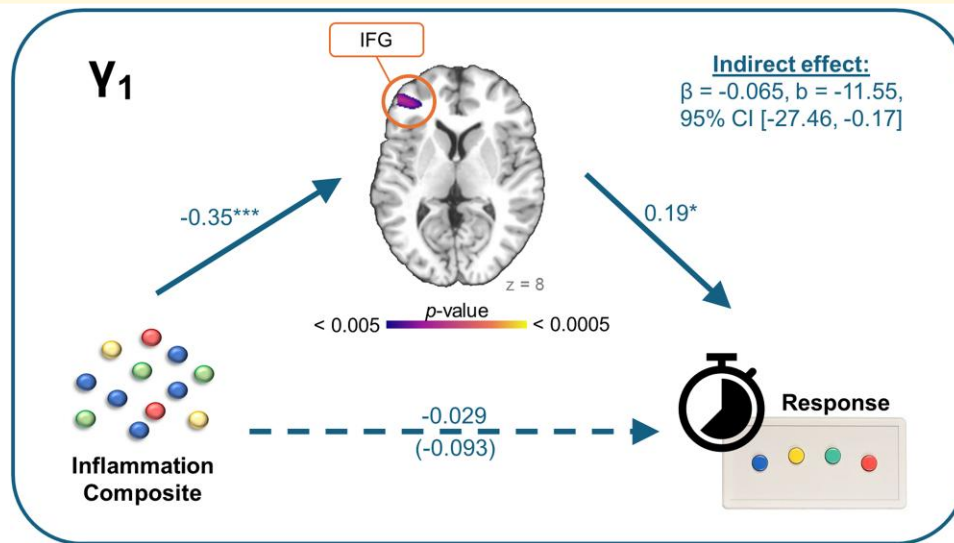 IFG
γ1
Indirect effect:
β = -0.065, b = -11.55,
95% CI [-27.46, -0.17]
-0.35***
0.19*
z = 8
p-value
< 0.005
< 0.0005
-0.029
(-0.093)
Response
Inflammation
Composite